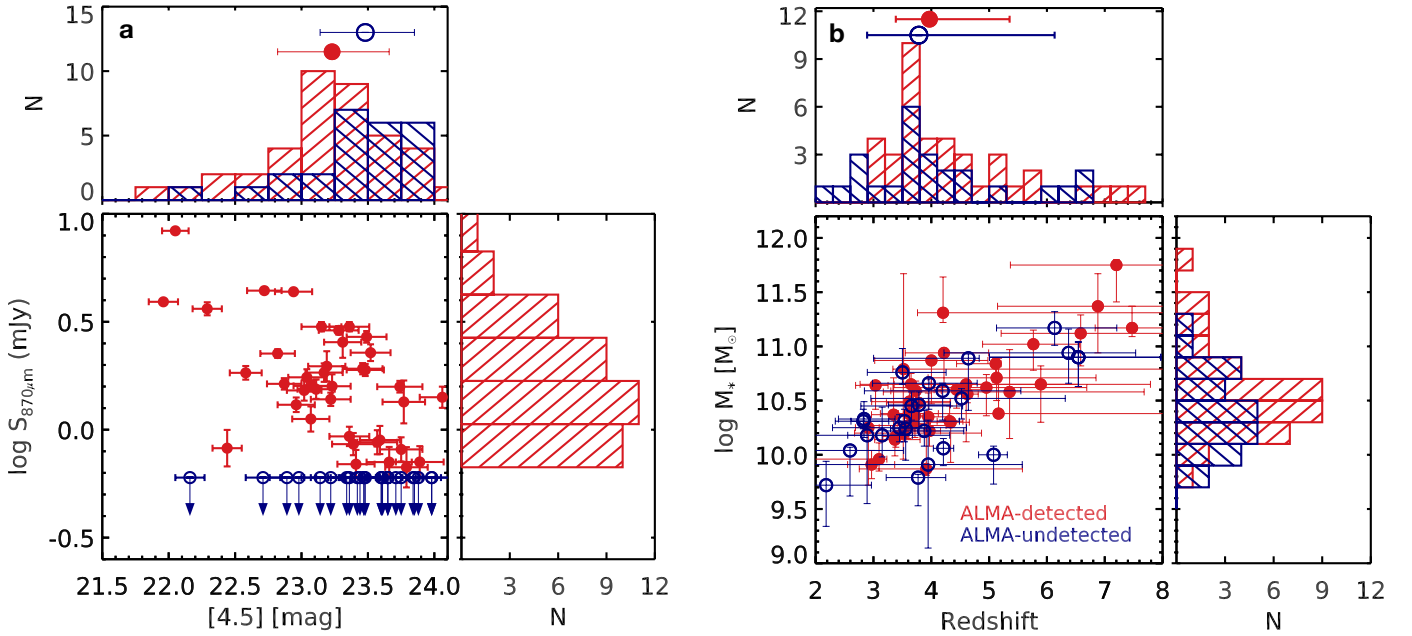 a
15
10
5
0
N
1.0
0.5
0.0
-0.5
log S870μm (mJy)
21.5 22.0 22.5 23.0 23.5 24.0
[4.5] [mag]
3 6 9 12
N
b
12
9
6
3
N
12.0
11.5
11.0
10.5
10.0
9.5
9.0
log M* [M⊙]
ALMA-detected
ALMA-undetected
2 3 4 5 6 7 8
Redshift
3 6 9 12
N